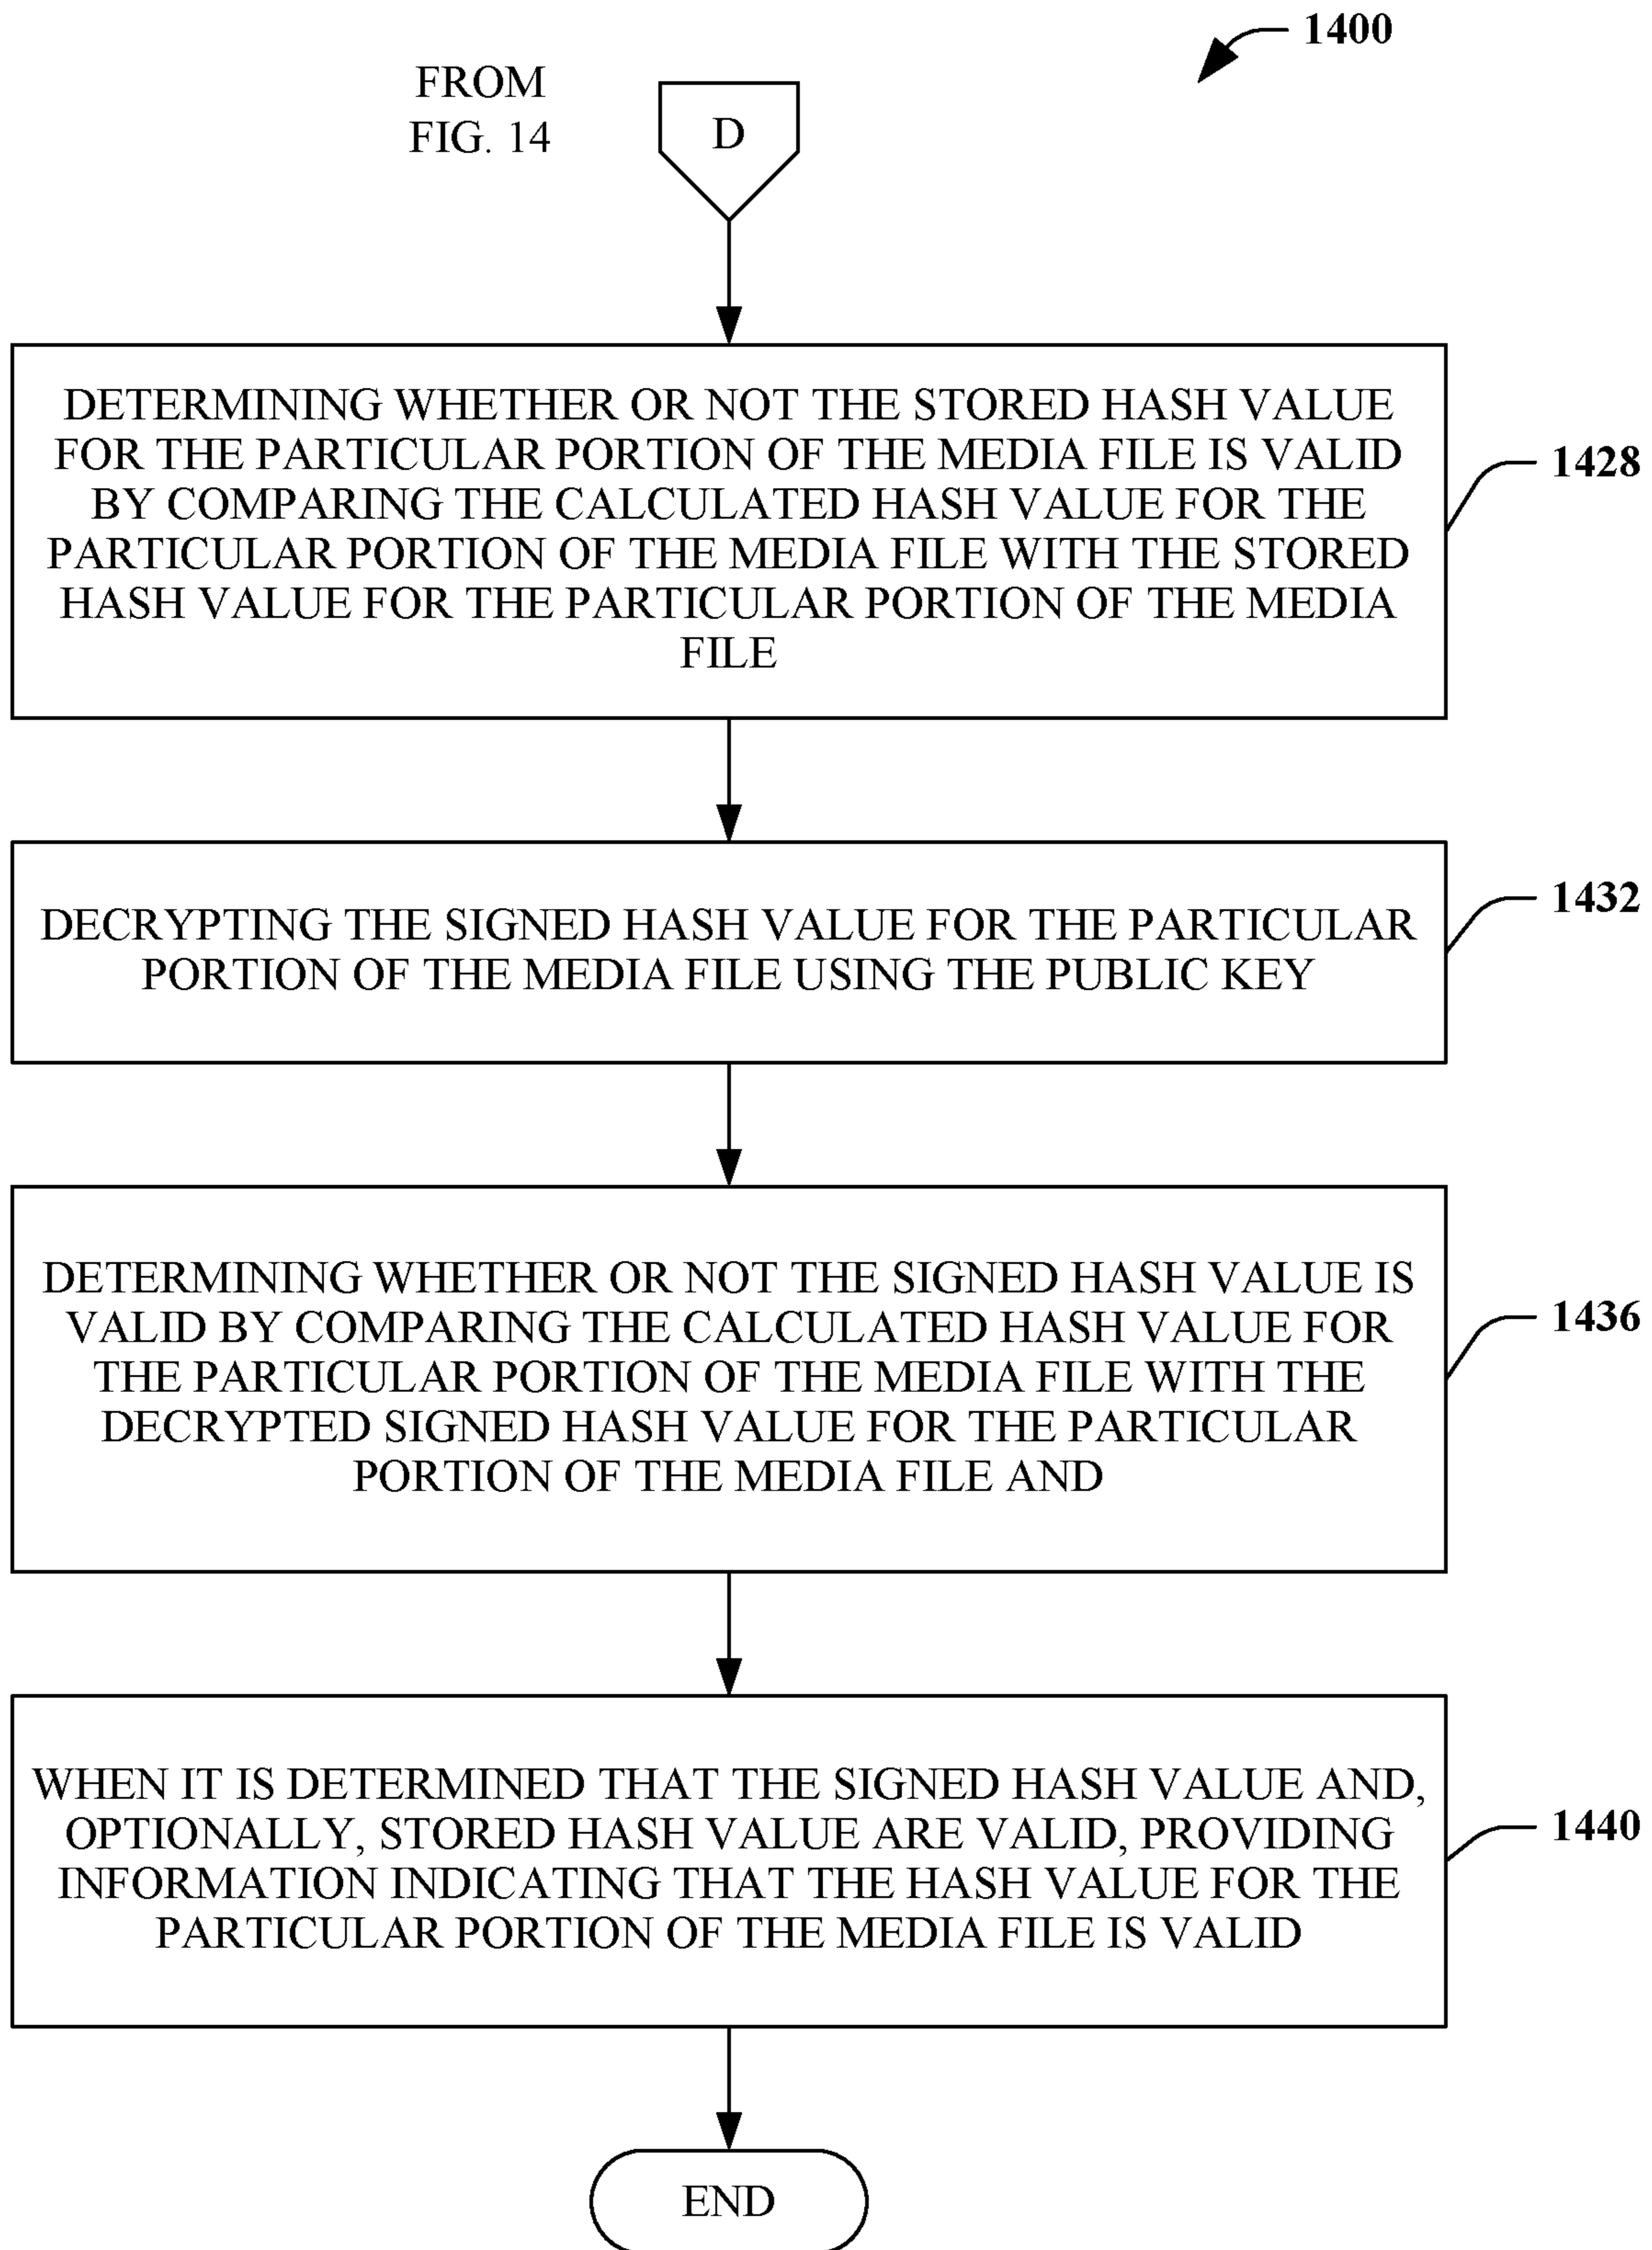 1400
FROM
FIG. 14
D
DETERMINING WHETHER OR NOT THE STORED HASH VALUE
FOR THE PARTICULAR PORTION OF THE MEDIA FILE IS VALID
BY COMPARING THE CALCULATED HASH VALUE FOR THE
PARTICULAR PORTION OF THE MEDIA FILE WITH THE STORED
HASH VALUE FOR THE PARTICULAR PORTION OF THE MEDIA
FILE
1428
DECRYPTING THE SIGNED HASH VALUE FOR THE PARTICULAR
PORTION OF THE MEDIA FILE USING THE PUBLIC KEY
1432
DETERMINING WHETHER OR NOT THE SIGNED HASH VALUE IS
VALID BY COMPARING THE CALCULATED HASH VALUE FOR
THE PARTICULAR PORTION OF THE MEDIA FILE WITH THE
DECRYPTED SIGNED HASH VALUE FOR THE PARTICULAR
PORTION OF THE MEDIA FILE AND
1436
WHEN IT IS DETERMINED THAT THE SIGNED HASH VALUE AND,
OPTIONALLY, STORED HASH VALUE ARE VALID, PROVIDING
INFORMATION INDICATING THAT THE HASH VALUE FOR THE
PARTICULAR PORTION OF THE MEDIA FILE IS VALID
1440
END